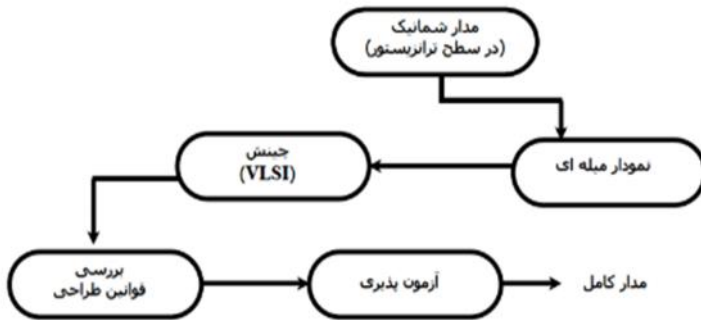 مدار شماتیک
(در سطح ترانزیستور)
نمودار میله ای
چینش
(VLSI)
بررسی
قوانین طراحی
آزمون پذیری
مدار کامل